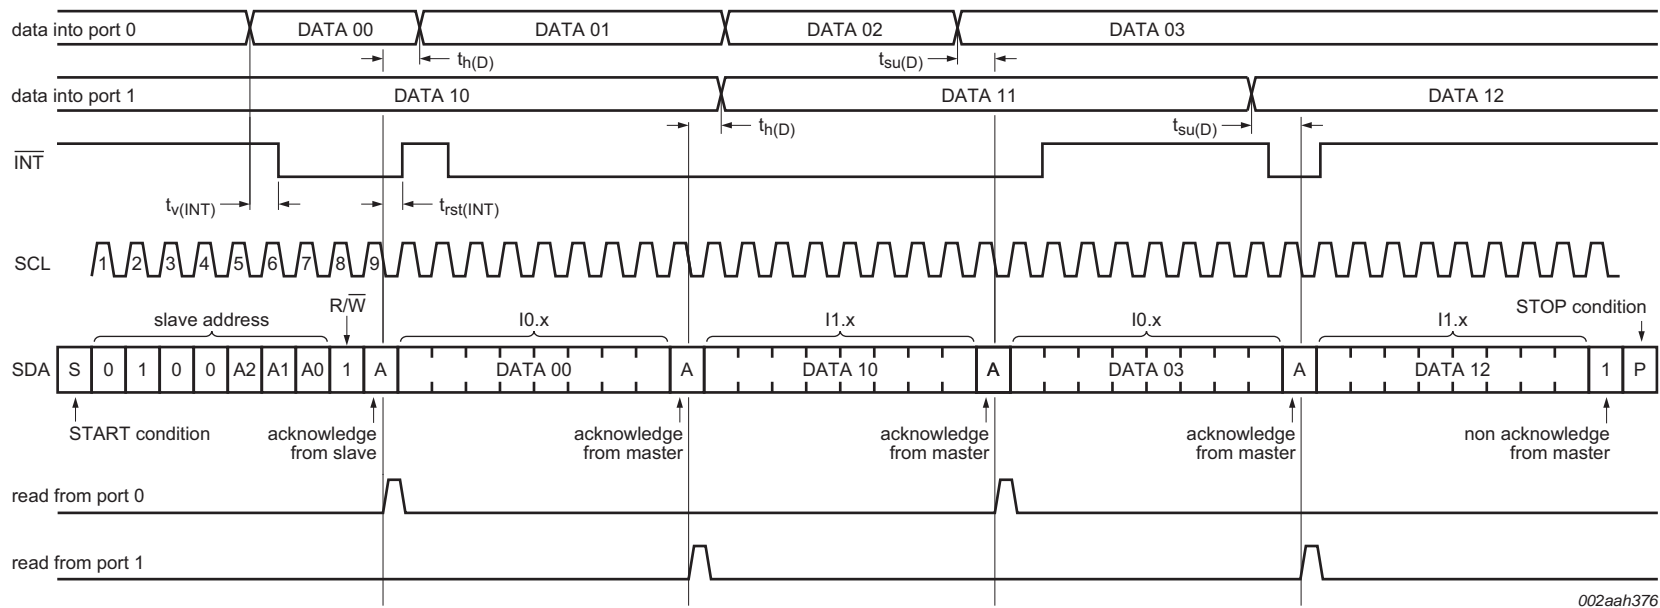 data into port 0 DATA 00 DATA 01 DATA 02 DATA 03
th(D) tsu(D)
data into port 1 DATA 10 DATA 11 DATA 12
th(D) tsu(D)
INT
tv(INT) trst(INT)
SCL 1 2 3 4 5 6 7 8 9
R/W STOP condition
slave address I0.x I1.x I0.x I1.x
SDA S 0 1 0 0 A2 A1 A0 1 A DATA 00 A DATA 10 A DATA 03 A DATA 12 1 P
START condition acknowledge acknowledge acknowledge acknowledge non acknowledge
from slave from master from master from master from master
read from port 0
read from port 1
002aah376